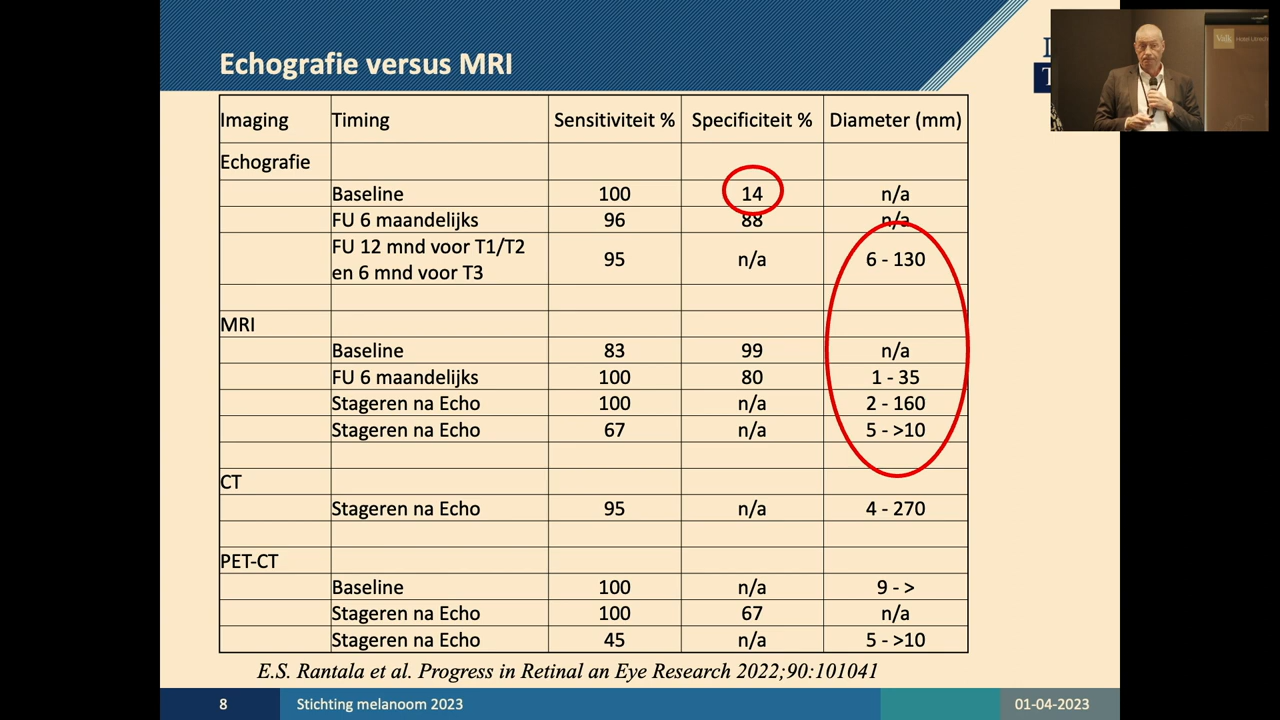 Echografie versus MRI
Imaging Timing Sensitiviteit % Specificiteit % Diameter (mm)
Echografie
Baseline 100 14 n/a
FU 6 maandelijks 96 88 n/a
FU 12 mnd voor T1/T2
en 6 mnd voor T3 95 n/a 6 - 130
MRI
Baseline 83 99 n/a
FU 6 maandelijks 100 80 1 - 35
Stageren na Echo 100 n/a 2 - 160
Stageren na Echo 67 n/a 5 - >10
CT
Stageren na Echo 95 n/a 4 - 270
PET-CT
Baseline 100 n/a 9 - >
Stageren na Echo 100 67 n/a
Stageren na Echo 45 n/a 5 - >10
E.S. Rantala et al. Progress in Retinal an Eye Research 2022;90:101041
8 Stichting melanoom 2023 01-04-2023
Valk Hotel Utrecht